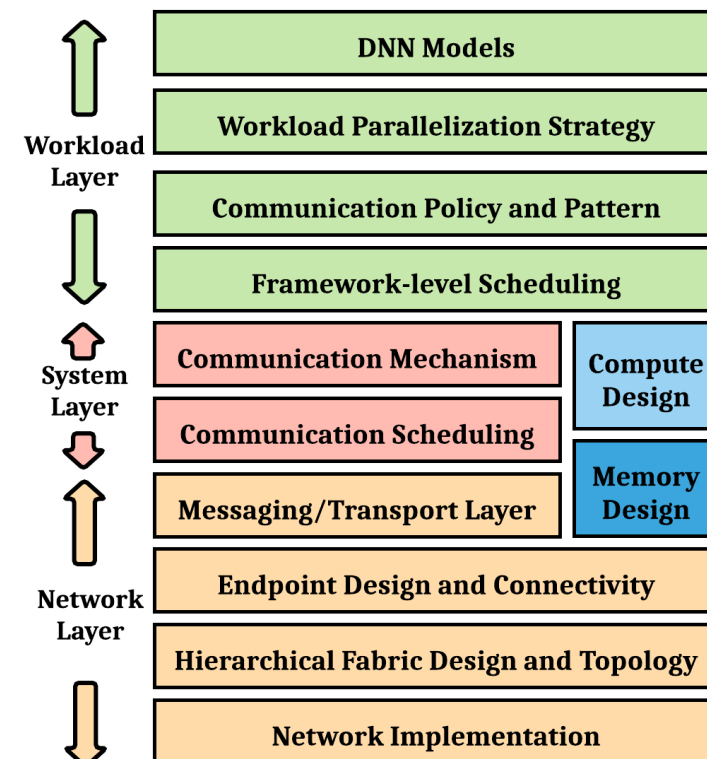 DNN Models
Workload Parallelization Strategy
Workload
Layer
Communication Policy and Pattern
Framework-level Scheduling
Communication Mechanism
Compute
Design
System
Layer
Communication Scheduling
Memory
Design
Messaging/Transport Layer
Endpoint Design and Connectivity
Network
Layer
Hierarchical Fabric Design and Topology
Network Implementation